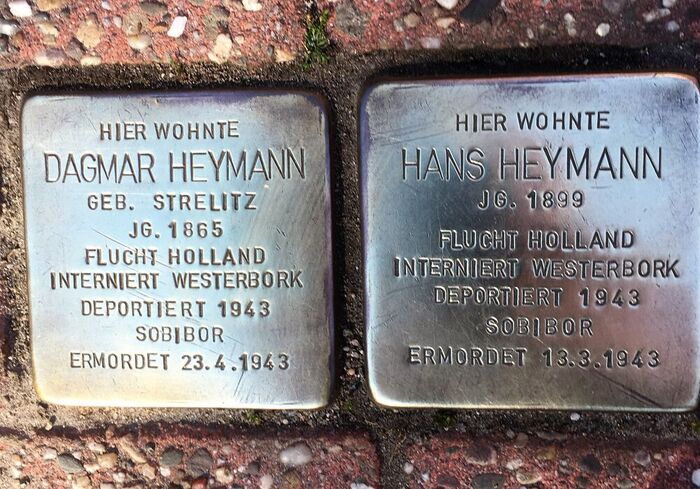 HIER WOHNTE
DAGMAR HEYMANN
GEB. STRELITZ
JG. 1865
FLUCHT HOLLAND
INTERNIERT WESTERBORK
DEPORTIERT 1943
SOBIBOR
ERMORDET 23.4.1943
HIER WOHNTE
HANS HEYMANN
JG. 1899
FLUCHT HOLLAND
INTERNIERT WESTERBORK
DEPORTIERT 1943
SOBIBOR
ERMORDET 13.3.1943